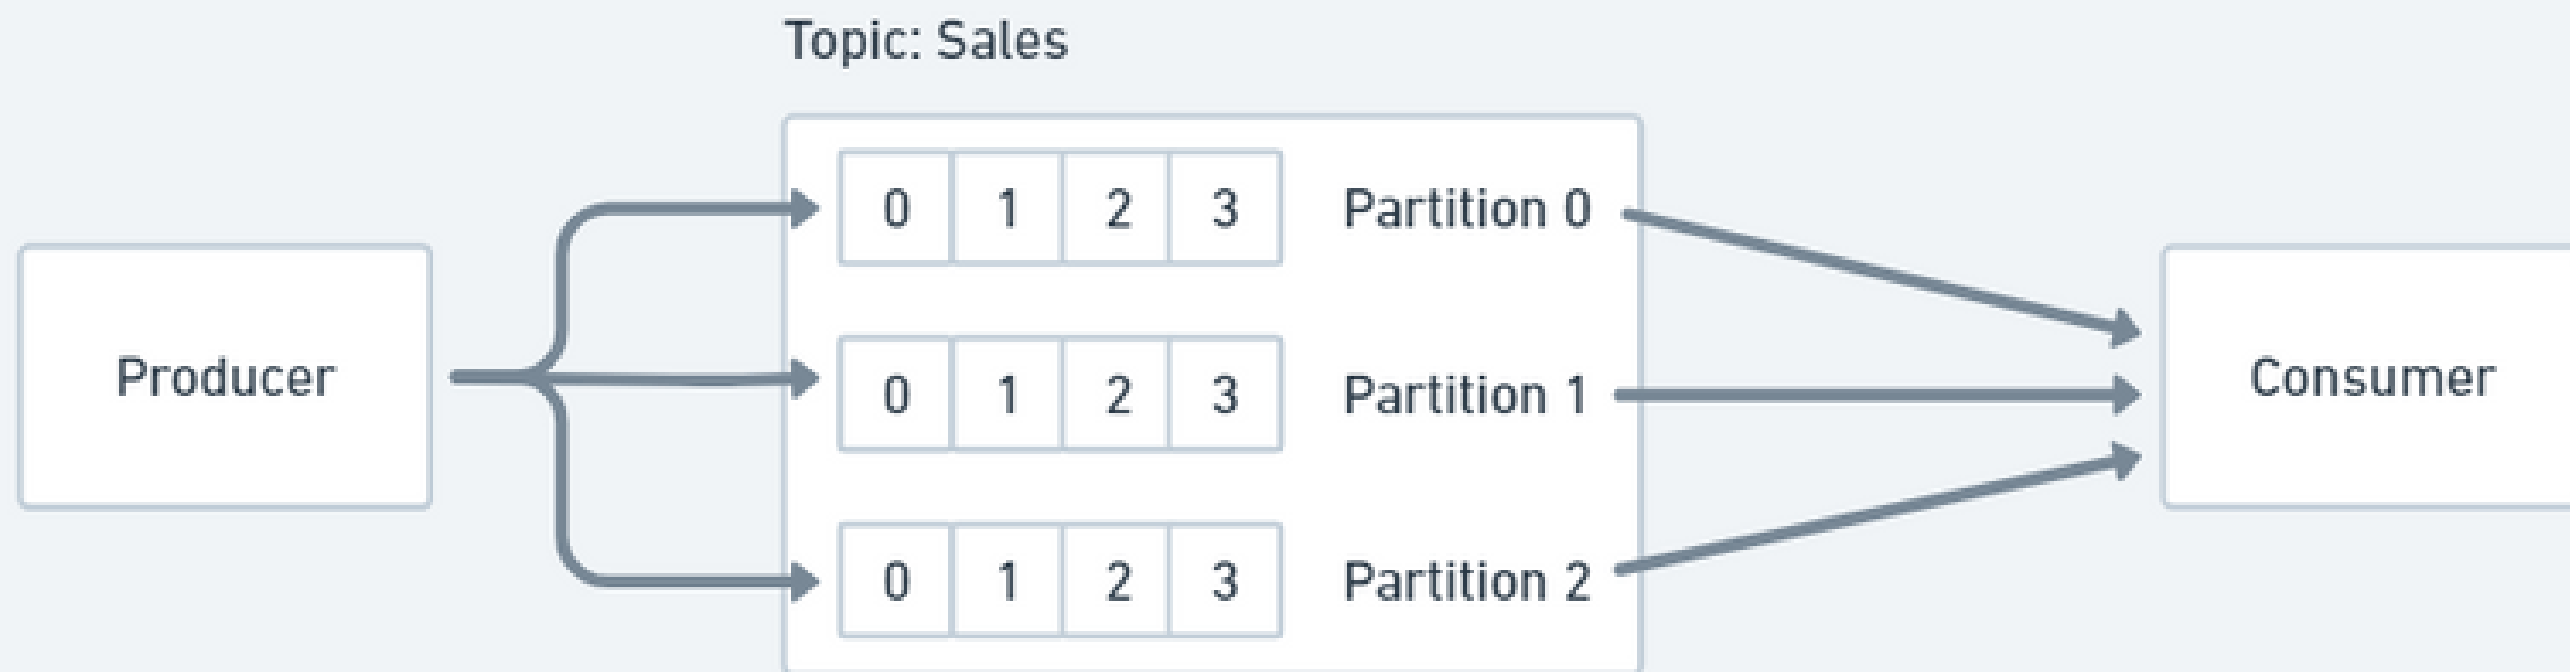 Topic: Sales
Producer
0 1 2 3 Partition 0
0 1 2 3 Partition 1
0 1 2 3 Partition 2
Consumer